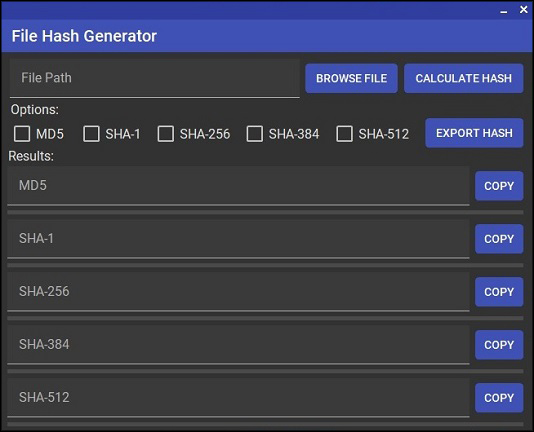 File Hash Generator
File Path BROWSE FILE CALCULATE HASH
Options:
MD5 SHA-1 SHA-256 SHA-384 SHA-512 EXPORT HASH
Results:
MD5 COPY
SHA-1 COPY
SHA-256 COPY
SHA-384 COPY
SHA-512 COPY